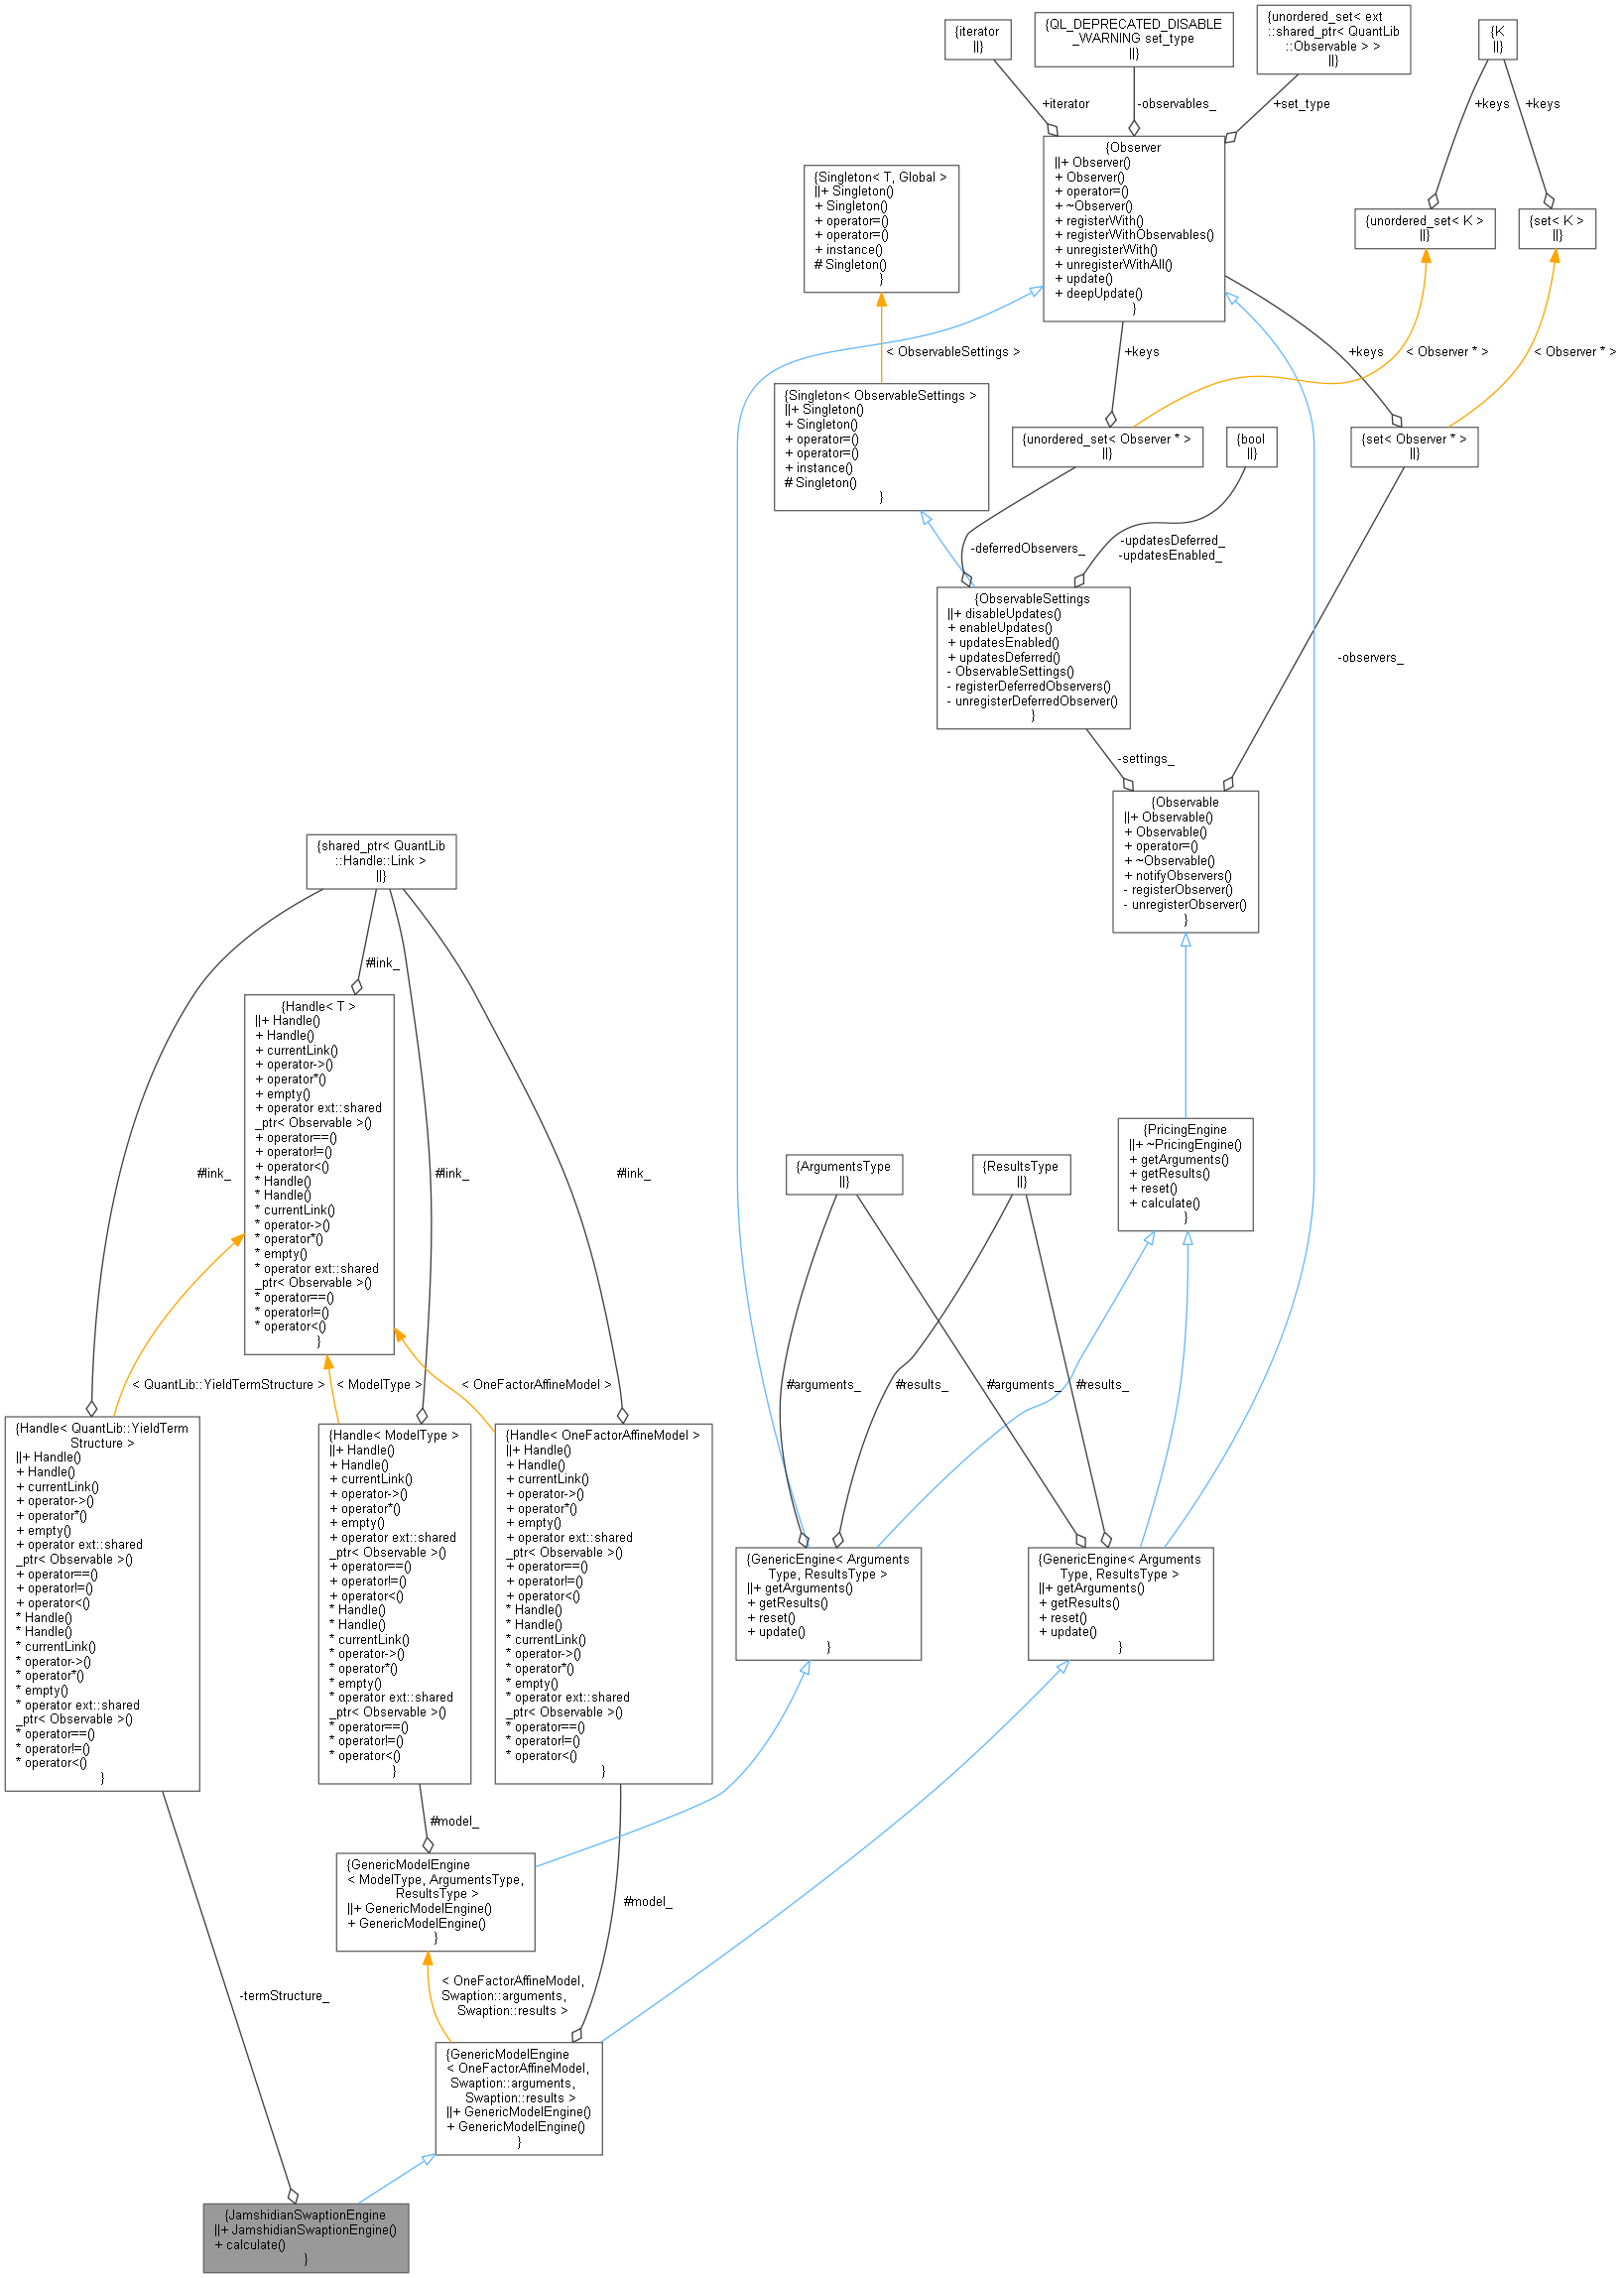 {iterator
||}
{QL_DEPRECATED_DISABLE
_WARNING set_type
||}
{unordered_set< ext
::shared_ptr< QuantLib
::Observable > >
||}
{K
||}
+iterator
-observables_
+set_type
+keys
+keys
{Observer
||+ Observer()
+ Observer()
+ operator=()
+ ~Observer()
+ registerWith()
+ registerWithObservables()
+ unregisterWith()
+ unregisterWithAll()
+ update()
+ deepUpdate()
}
{Singleton< T, Global >
||+ Singleton()
+ Singleton()
+ operator=()
+ operator=()
+ instance()
# Singleton()
}
{unordered_set< K >
||}
{set< K >
||}
< ObservableSettings >
+keys
+keys
< Observer * >
< Observer * >
{Singleton< ObservableSettings >
||+ Singleton()
+ Singleton()
+ operator=()
+ operator=()
+ instance()
# Singleton()
}
{unordered_set< Observer * >
||}
{bool
||}
{set< Observer * >
||}
-deferredObservers_
-updatesDeferred_
-updatesEnabled_
{ObservableSettings
||+ disableUpdates()
+ enableUpdates()
+ updatesEnabled()
+ updatesDeferred()
- ObservableSettings()
- registerDeferredObservers()
- unregisterDeferredObserver()
}
-observers_
-settings_
{Observable
||+ Observable()
+ Observable()
+ operator=()
+ ~Observable()
+ notifyObservers()
- registerObserver()
- unregisterObserver()
}
{shared_ptr< QuantLib
::Handle::Link >
||}
#link_
{Handle< T >
||+ Handle()
+ Handle()
+ currentLink()
+ operator->()
+ operator*()
+ empty()
+ operator ext::shared
_ptr< Observable >()
+ operator==()
+ operator!=()
+ operator<()
* Handle()
* Handle()
* currentLink()
* operator->()
* operator*()
* empty()
* operator ext::shared
_ptr< Observable >()
* operator==()
* operator!=()
* operator<()
}
#link_
#link_
#link_
{ArgumentsType
||}
{ResultsType
||}
{PricingEngine
||+ ~PricingEngine()
+ getArguments()
+ getResults()
+ reset()
+ calculate()
}
< QuantLib::YieldTermStructure >
< ModelType >
< OneFactorAffineModel >
#arguments_
#results_
#arguments_
#results_
{Handle< QuantLib::YieldTerm
Structure >
||+ Handle()
+ Handle()
+ currentLink()
+ operator->()
+ operator*()
+ empty()
+ operator ext::shared
_ptr< Observable >()
+ operator==()
+ operator!=()
+ operator<()
* Handle()
* Handle()
* currentLink()
* operator->()
* operator*()
* empty()
* operator ext::shared
_ptr< Observable >()
* operator==()
* operator!=()
* operator<()
}
{Handle< ModelType >
||+ Handle()
+ Handle()
+ currentLink()
+ operator->()
+ operator*()
+ empty()
+ operator ext::shared
_ptr< Observable >()
+ operator==()
+ operator!=()
+ operator<()
* Handle()
* Handle()
* currentLink()
* operator->()
* operator*()
* empty()
* operator ext::shared
_ptr< Observable >()
* operator==()
* operator!=()
* operator<()
}
{Handle< OneFactorAffineModel >
||+ Handle()
+ Handle()
+ currentLink()
+ operator->()
+ operator*()
+ empty()
+ operator ext::shared
_ptr< Observable >()
+ operator==()
+ operator!=()
+ operator<()
* Handle()
* Handle()
* currentLink()
* operator->()
* operator*()
* empty()
* operator ext::shared
_ptr< Observable >()
* operator==()
* operator!=()
* operator<()
}
{GenericEngine< Arguments
Type, ResultsType >
||+ getArguments()
+ getResults()
+ reset()
+ update()
}
{GenericEngine< Arguments
Type, ResultsType >
||+ getArguments()
+ getResults()
+ reset()
+ update()
}
#model_
{GenericModelEngine
< ModelType, ArgumentsType,
ResultsType >
||+ GenericModelEngine()
+ GenericModelEngine()
}
#model_
-termStructure_
< OneFactorAffineModel,
Swaption::arguments,
Swaption::results >
{GenericModelEngine
< OneFactorAffineModel,
Swaption::arguments,
Swaption::results >
||+ GenericModelEngine()
+ GenericModelEngine()
}
{JamshidianSwaptionEngine
||+ JamshidianSwaptionEngine()
+ calculate()
}